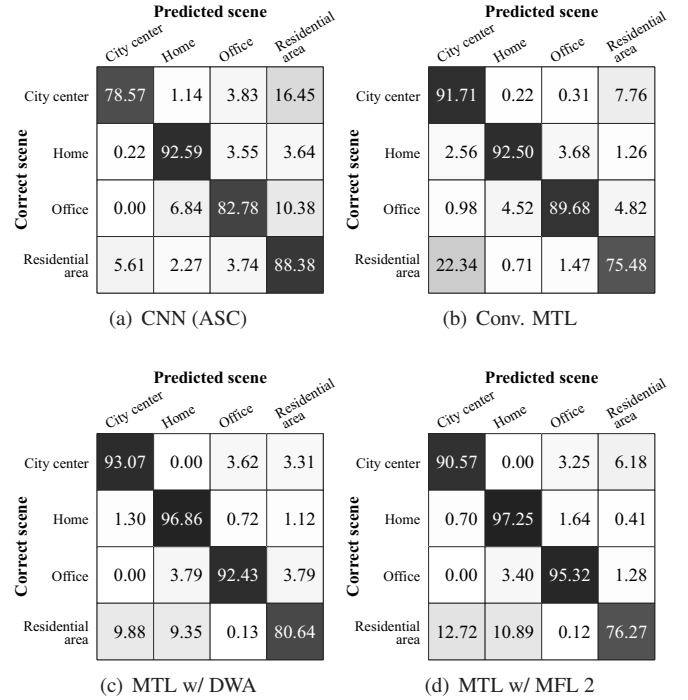 Predicted scene
City center Home Office Residential area
Correct scene
City center 78.57 1.14 3.83 16.45
Home 0.22 92.59 3.55 3.64
Office 0.00 6.84 82.78 10.38
Residential area 5.61 2.27 3.74 88.38
(a) CNN (ASC)
Predicted scene
City center Home Office Residential area
Correct scene
City center 91.71 0.22 0.31 7.76
Home 2.56 92.50 3.68 1.26
Office 0.98 4.52 89.68 4.82
Residential area 22.34 0.71 1.47 75.48
(b) Conv. MTL
Predicted scene
City center Home Office Residential area
Correct scene
City center 93.07 0.00 3.62 3.31
Home 1.30 96.86 0.72 1.12
Office 0.00 3.79 92.43 3.79
Residential area 9.88 9.35 0.13 80.64
(c) MTL w/ DWA
Predicted scene
City center Home Office Residential area
Correct scene
City center 90.57 0.00 3.25 6.18
Home 0.70 97.25 1.64 0.41
Office 0.00 3.40 95.32 1.28
Residential area 12.72 10.89 0.12 76.27
(d) MTL w/ MFL 2